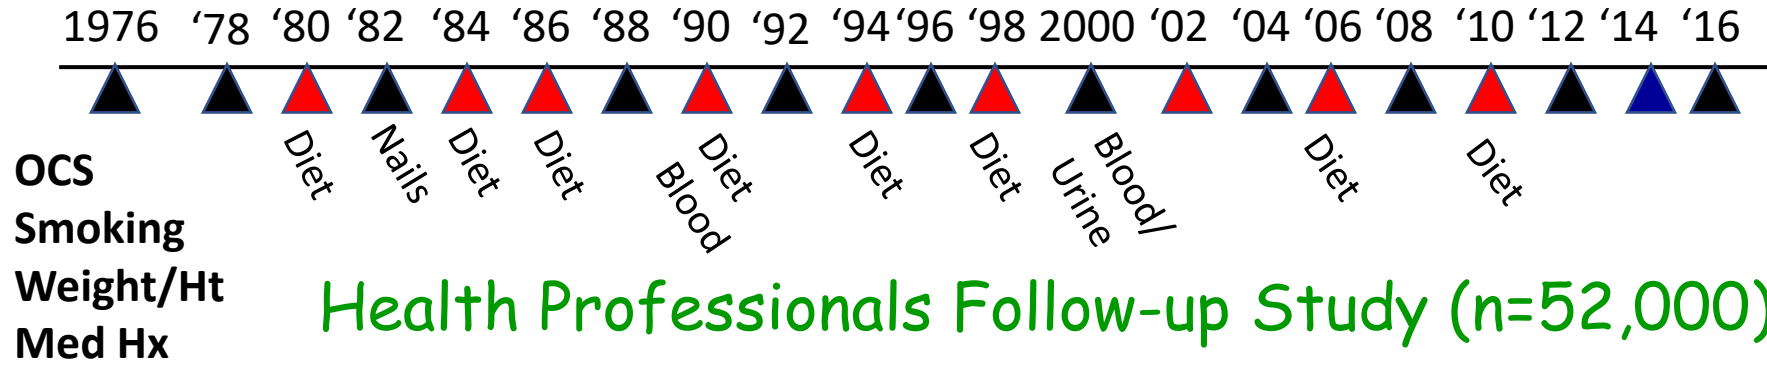 1976 ‘78 ‘80 ‘82 ‘84 ‘86 ‘88 ‘90 ‘92 ‘94 ‘96 ‘98 2000 ‘02 ‘04 ‘06 ‘08 ‘10 ‘12 ‘14 ‘16
Diet
Nails
Diet
Diet
Diet
Blood
Diet
Diet
Blood/
Urine
Diet
Diet
OCS
Smoking
Weight/Ht
Med Hx
Health Professionals Follow-up Study (n=52,000)